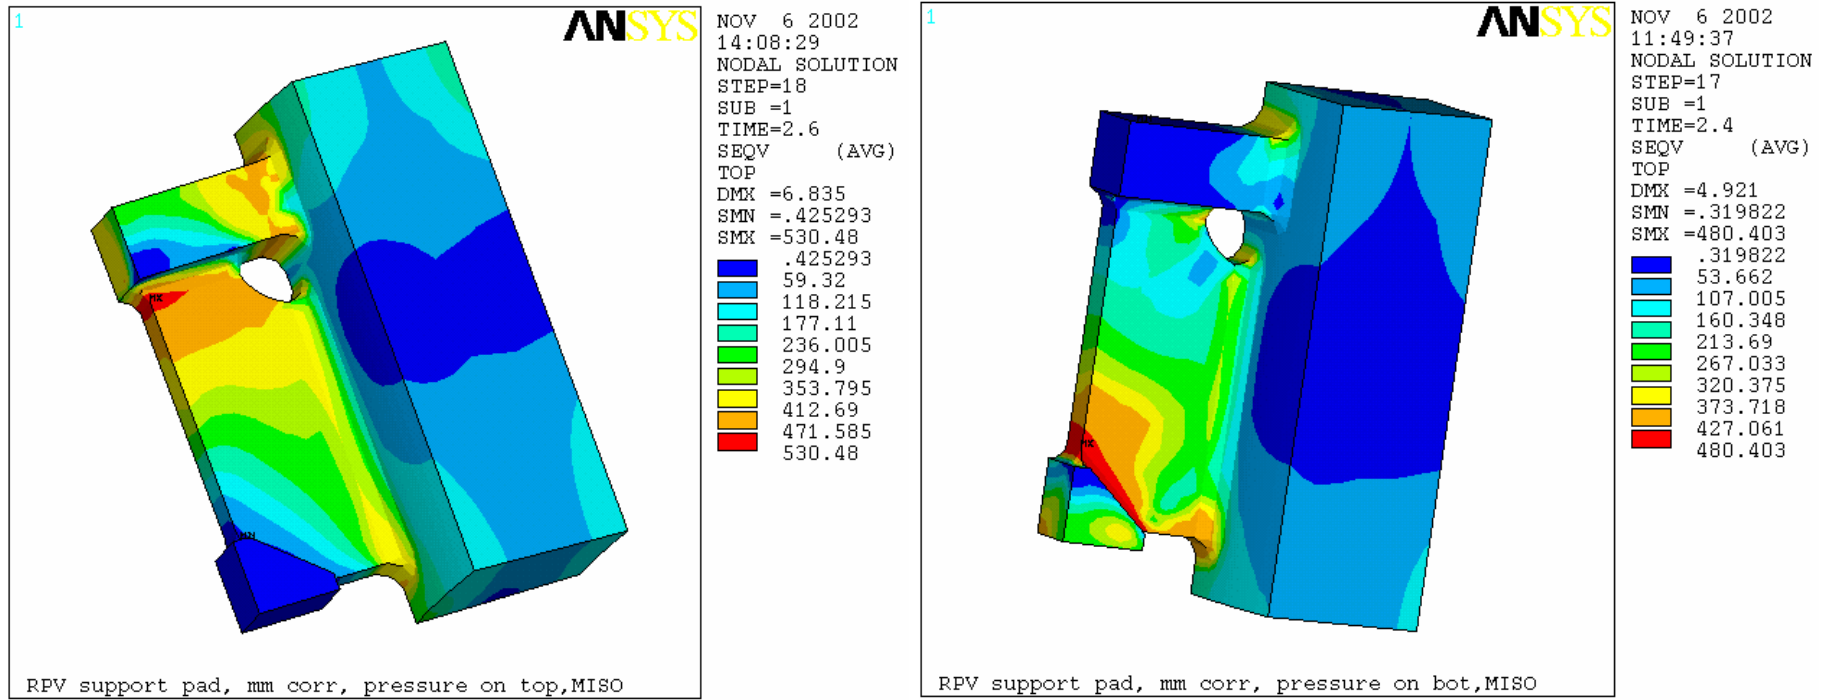 1
ANSYS
NOV 6 2002
14:08:29
NODAL SOLUTION
STEP=18
SUB =1
TIME=2.6
SEQV (AVG)
TOP
DMX =6.835
SMN =.425293
SMX =530.48
.425293
59.32
118.215
177.11
236.005
294.9
353.795
412.69
471.585
530.48
MX
MN
RPV support pad, mm corr, pressure on top,MISO
1
ANSYS
NOV 6 2002
11:49:37
NODAL SOLUTION
STEP=17
SUB =1
TIME=2.4
SEQV (AVG)
TOP
DMX =4.921
SMN =.319822
SMX =480.403
.319822
53.662
107.005
160.348
213.69
267.033
320.375
373.718
427.061
480.403
MX
RPV support pad, mm corr, pressure on bot,MISO